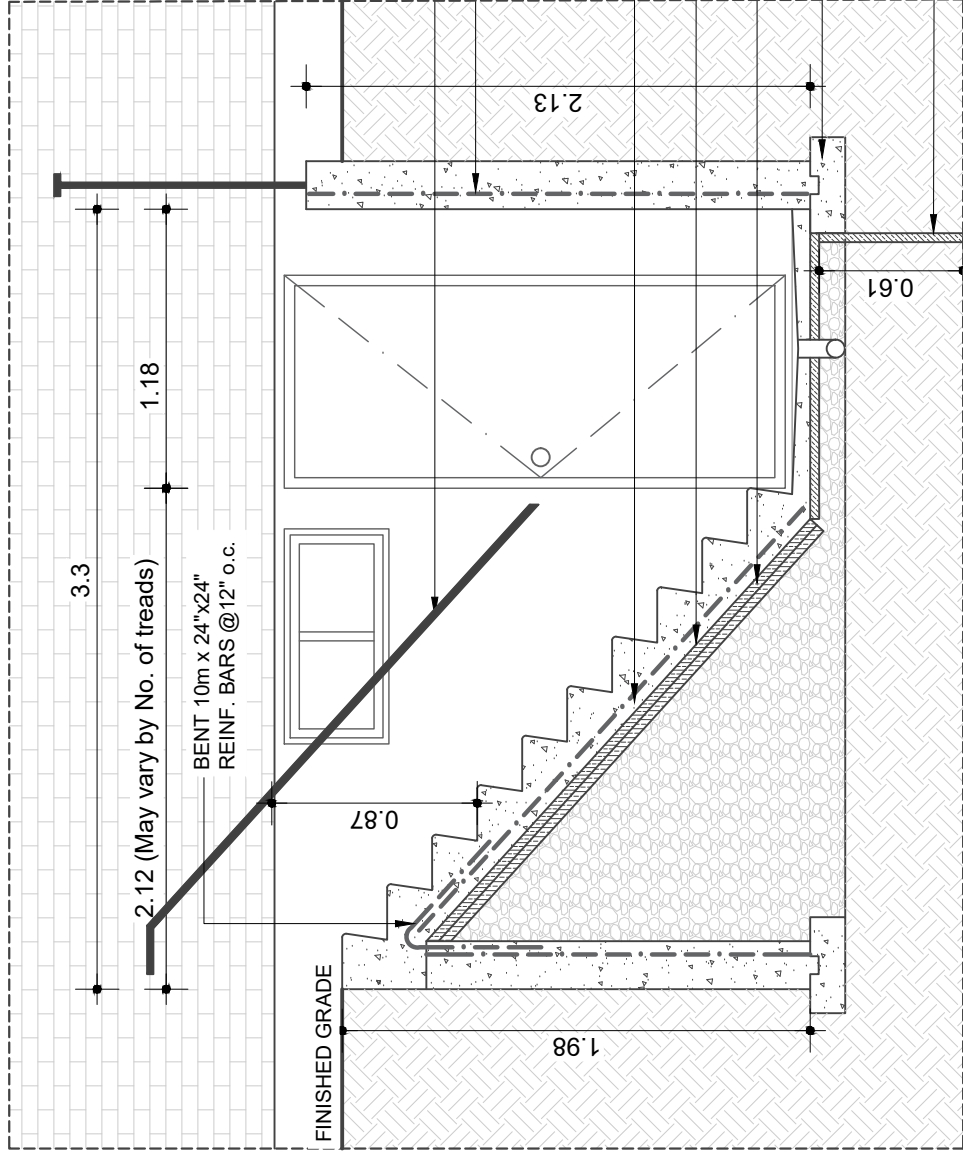 3.3
2.12 (May vary by No. of treads)
1.18
BENT 10m x 24"x24"
REINF. BARS @12" o.c.
2.13
0.87
0.61
FINISHED GRADE
1.98